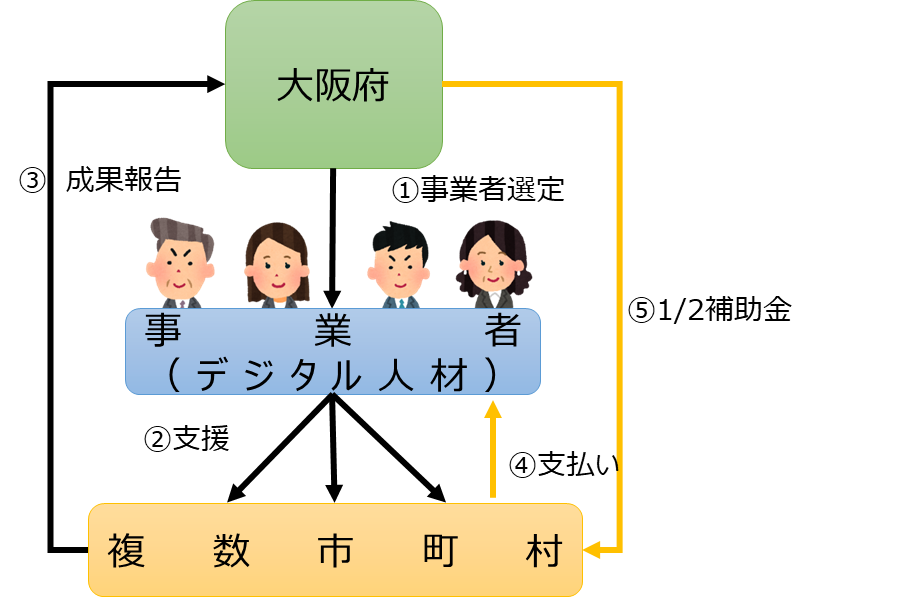 大阪府
③ 成果報告
①事業者選定
⑤1/2補助金
事業者
（デジタル人材）
②支援
④支払い
複数市町村